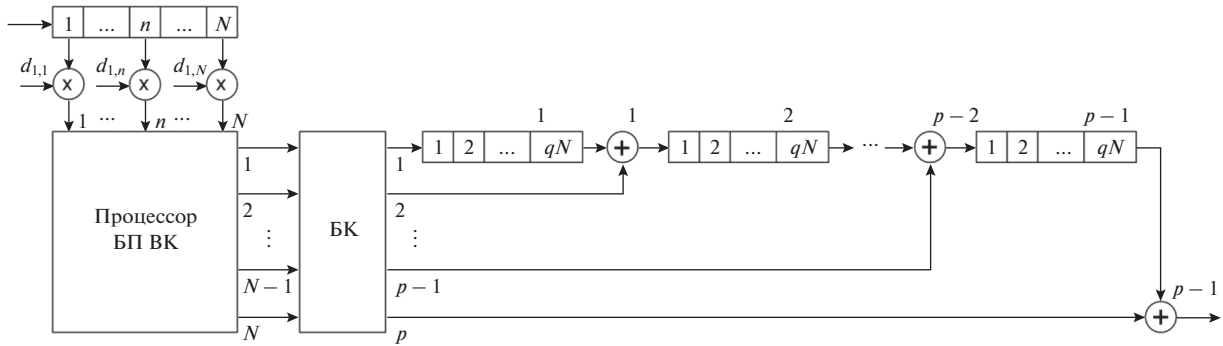 1 ... n ... N
d1,1 d1,n d1,N
x x x
1 ... n ... N
Процессор
БП ВК
1
2
⋮
N – 1
N
БК
1
2
⋮
p – 1
p
1 1 2 p – 2 p – 1
1 2 ... qN + 1 2 ... qN ... + 1 2 ... qN
p – 1
+